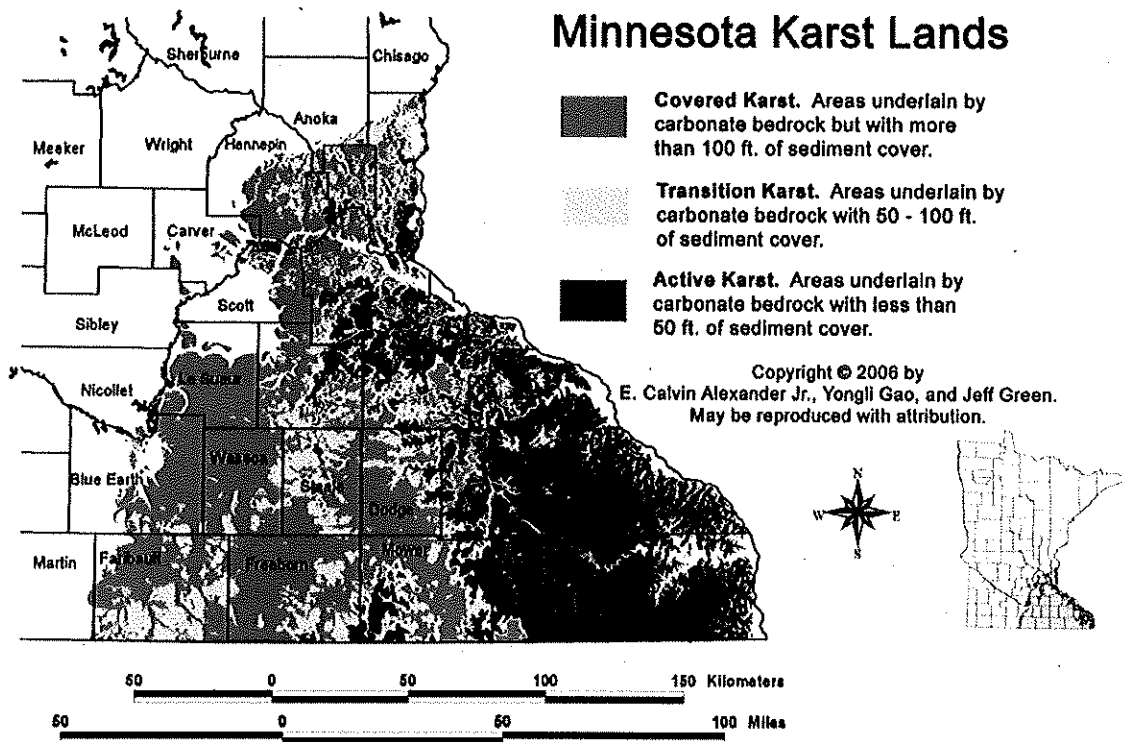 Minnesota Karst Lands
Sherburne
Chisago
Anoka
Wright
Hennepin
Meeker
McLeod
Carver
Scott
Sibley
Nicollet
Le Sueur
Blue Earth
Waseca
Steele
Dodge
Martin
Faribault
Freeborn
Mower
Covered Karst. Areas underlain by
carbonate bedrock but with more
than 100 ft. of sediment cover.
Transition Karst. Areas underlain by
carbonate bedrock with 50 - 100 ft.
of sediment cover.
Active Karst. Areas underlain by
carbonate bedrock with less than
50 ft. of sediment cover.
Copyright © 2006 by
E. Calvin Alexander Jr., Yongli Gao, and Jeff Green.
May be reproduced with attribution.
N
W E
S
50 0 50 100 150 Kilometers
50 0 50 100 Miles